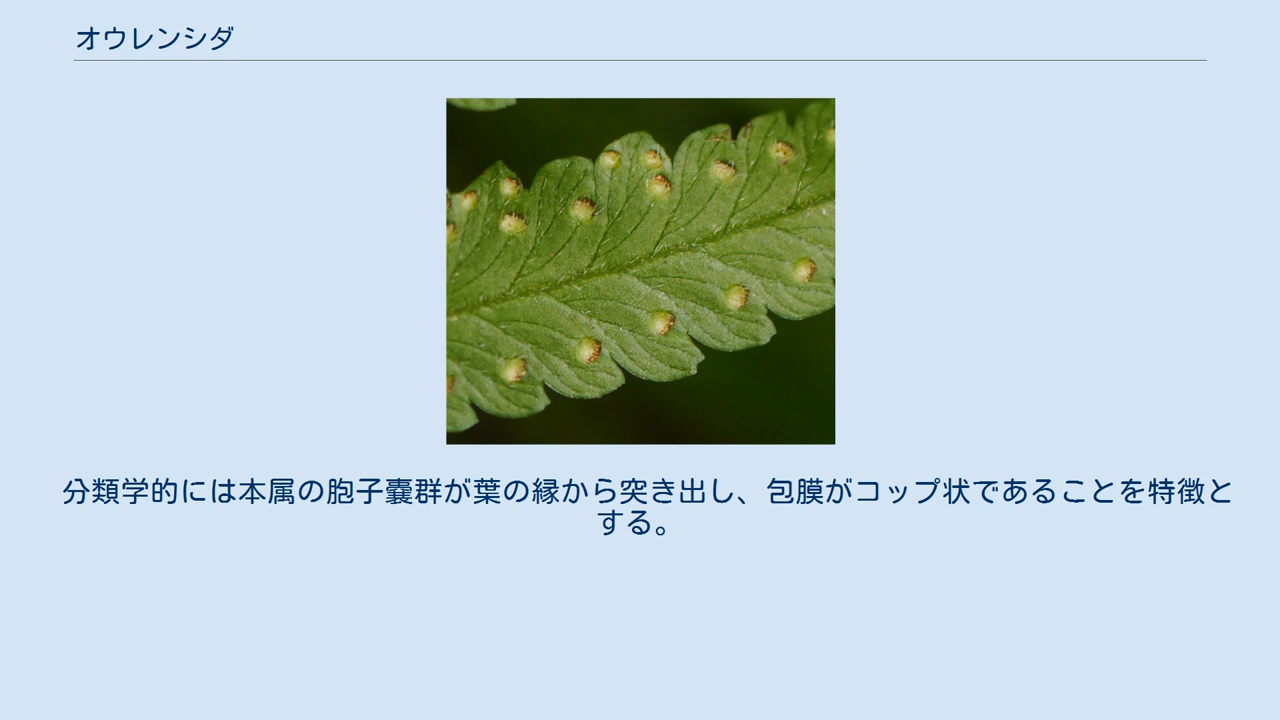 オウレンシダ
分類学的には本属の胞子嚢群が葉の縁から突き出し、包膜がコップ状であることを特徴と
する。